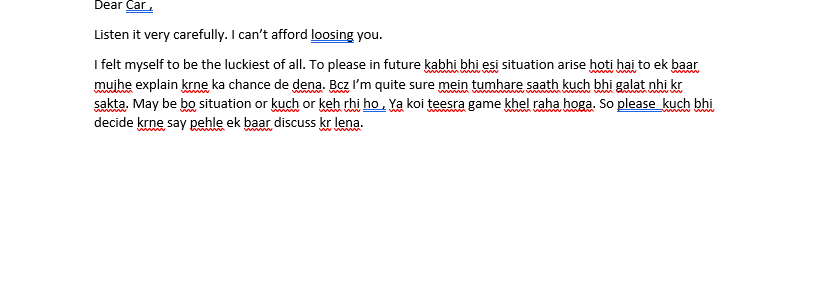 Dear Car ,
Listen it very carefully. I can't afford loosing you.
I felt myself to be the luckiest of all. To please in future kabhi bhi esi situation arise hoti hai to ek baar
mujhe explain krne ka chance de dena. Bcz I'm quite sure mein tumhare saath kuch bhi galat nhi kr
sakta. May be bo situation or kuch or keh rhi ho , Ya koi teesra game khel raha hoga. So please  kuch bhi
decide krne say pehle ek baar discuss kr lena.